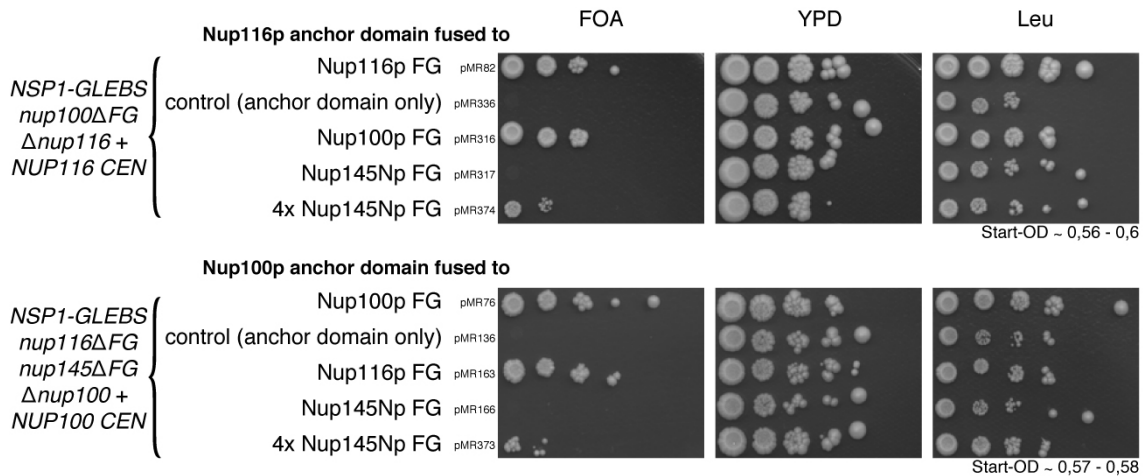 FOA YPD Leu
Nup116p anchor domain fused to
NSP1-GLEBS
nup100ΔFG
Δnup116 +
NUP116 CEN
Nup116p FG pMR82
control (anchor domain only) pMR336
Nup100p FG pMR316
Nup145Np FG pMR317
4x Nup145Np FG pMR374
Start-OD ~ 0,56 - 0,6
Nup100p anchor domain fused to
NSP1-GLEBS
nup116ΔFG
nup145ΔFG
Δnup100 +
NUP100 CEN
Nup100p FG pMR76
control (anchor domain only) pMR136
Nup116p FG pMR163
Nup145Np FG pMR166
4x Nup145Np FG pMR373
Start-OD ~ 0,57 - 0,58